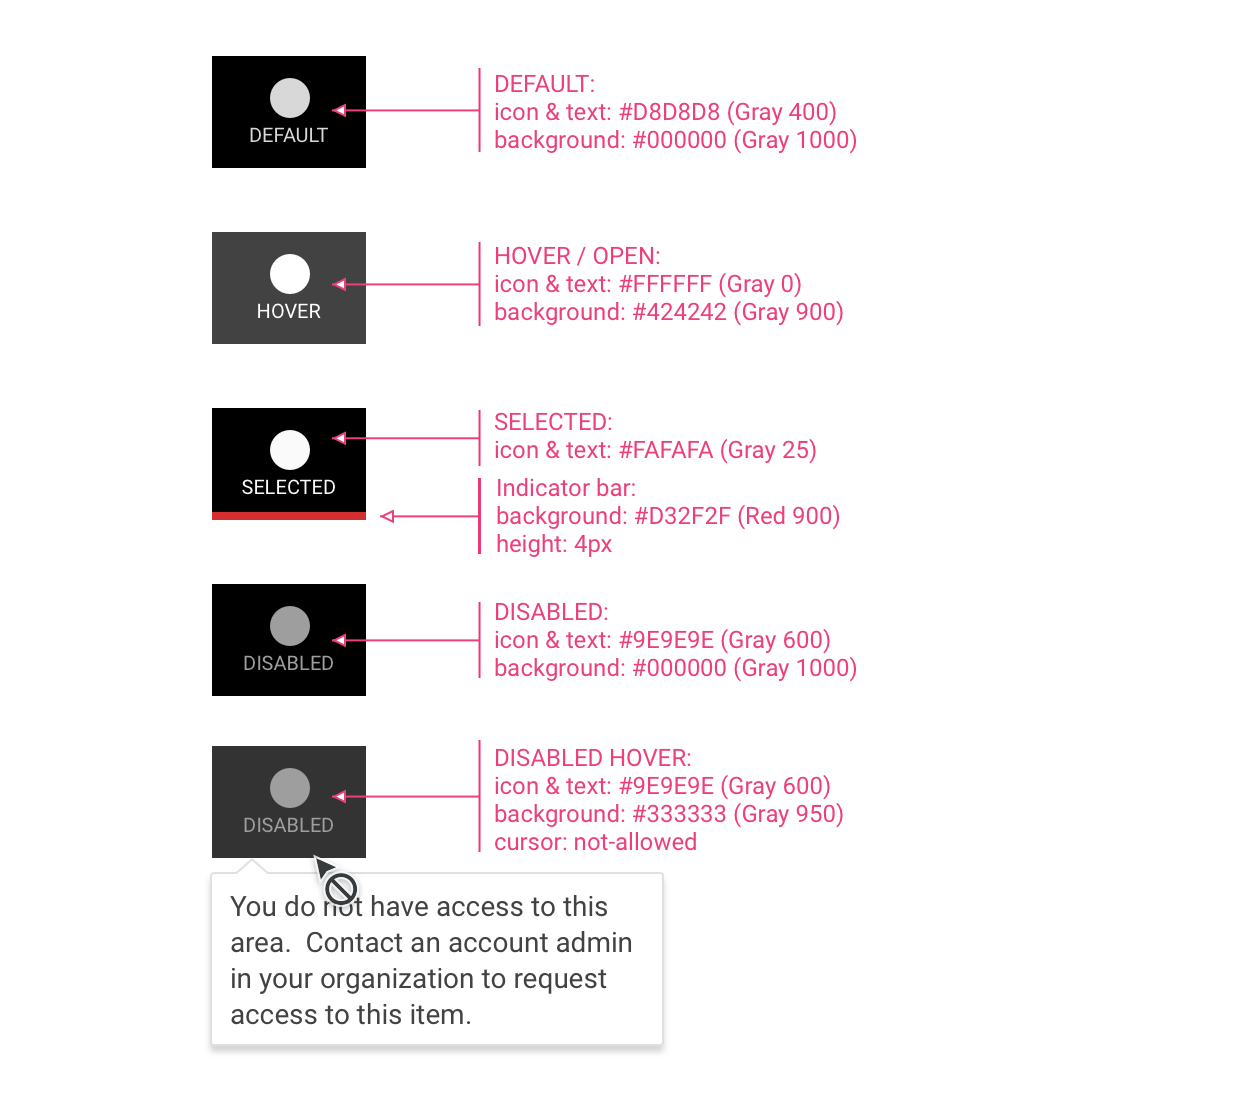 DEFAULT
DEFAULT:
icon & text: #D8D8D8 (Gray 400)
background: #000000 (Gray 1000)
HOVER
HOVER / OPEN:
icon & text: #FFFFFF (Gray 0)
background: #424242 (Gray 900)
SELECTED
SELECTED:
icon & text: #FAFAFA (Gray 25)
Indicator bar:
background: #D32F2F (Red 900)
height: 4px
DISABLED
DISABLED:
icon & text: #9E9E9E (Gray 600)
background: #000000 (Gray 1000)
DISABLED
DISABLED HOVER:
icon & text: #9E9E9E (Gray 600)
background: #333333 (Gray 950)
cursor: not-allowed
You do not have access to this
area.  Contact an account admin
in your organization to request
access to this item.